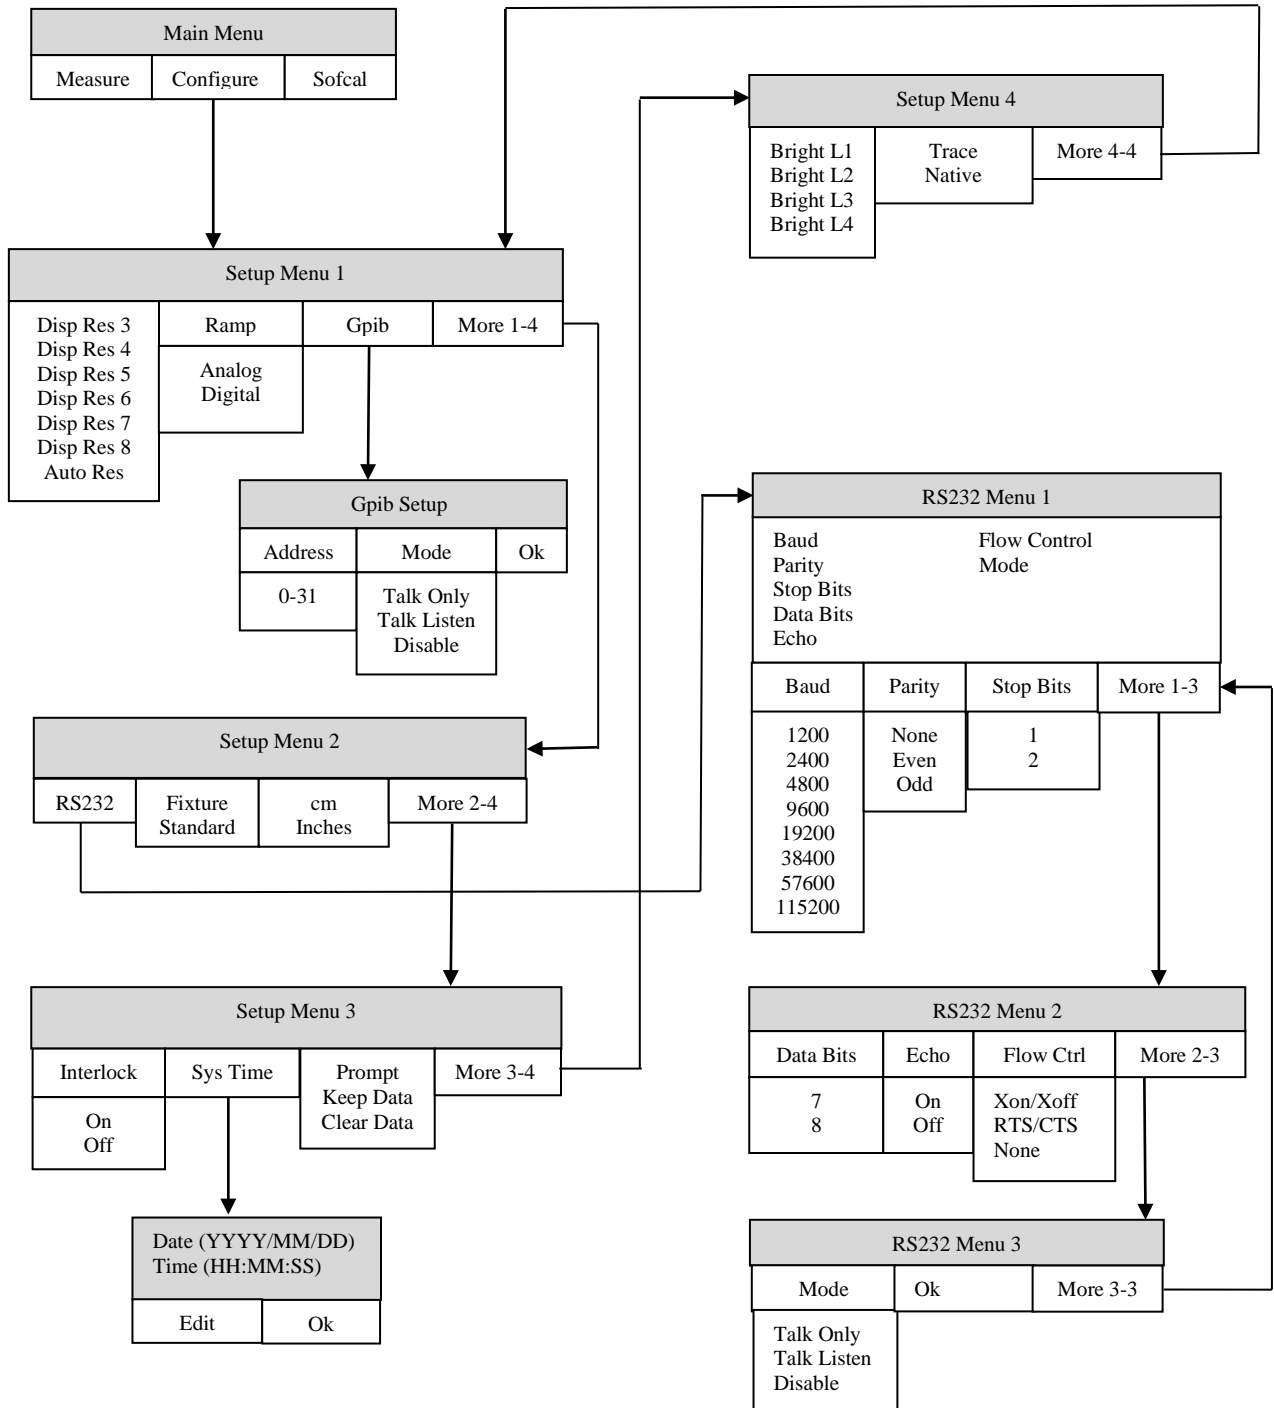 Main Menu
Measure Configure Sofcal
Setup Menu 4
Bright L1
Bright L2
Bright L3
Bright L4
Trace
Native
More 4-4
Setup Menu 1
Disp Res 3
Disp Res 4
Disp Res 5
Disp Res 6
Disp Res 7
Disp Res 8
Auto Res
Ramp
Analog
Digital
Gpib
More 1-4
Gpib Setup
Address
0-31
Mode
Talk Only
Talk Listen
Disable
Ok
Setup Menu 2
RS232
Fixture
Standard
cm
Inches
More 2-4
Setup Menu 3
Interlock
On
Off
Sys Time
Prompt
Keep Data
Clear Data
More 3-4
Date (YYYY/MM/DD)
Time (HH:MM:SS)
Edit Ok
RS232 Menu 1
Baud
Parity
Stop Bits
Data Bits
Echo
Flow Control
Mode
Baud
1200
2400
4800
9600
19200
38400
57600
115200
Parity
None
Even
Odd
Stop Bits
1
2
More 1-3
RS232 Menu 2
Data Bits
7
8
Echo
On
Off
Flow Ctrl
Xon/Xoff
RTS/CTS
None
More 2-3
RS232 Menu 3
Mode
Talk Only
Talk Listen
Disable
Ok
More 3-3